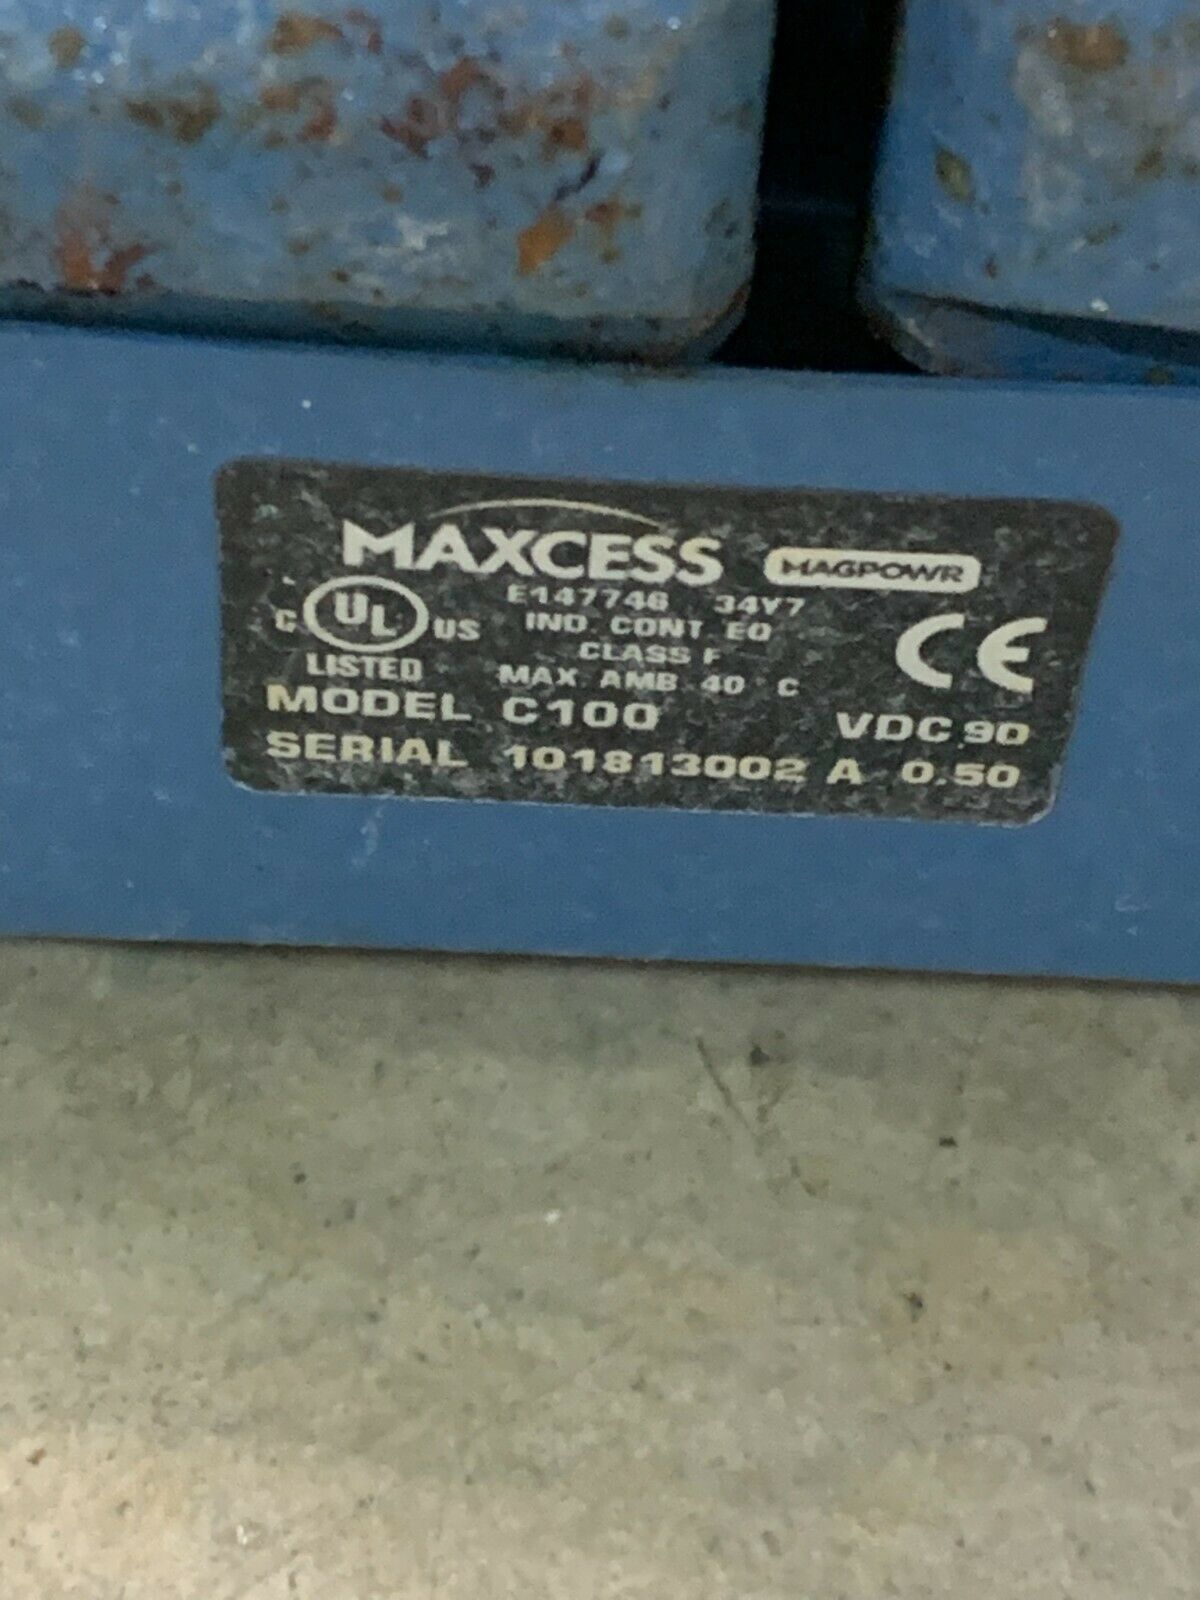 MAXCESS MAGPOWR
E147746 34Y7
IND. CONT. EQ
CLASS F
MAX. AMB. 40 °C
C UL US
LISTED
CE
MODEL C100 VDC 90
SERIAL 101813002 A 0.50